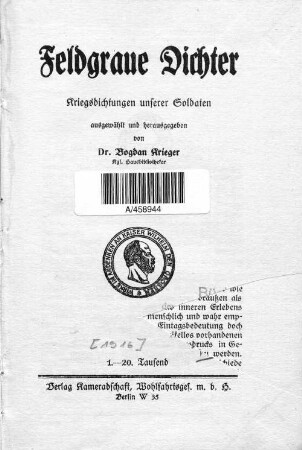 Feldgraue Dichter
Kriegsdichtungen unserer Soldaten
ausgewählt und herausgegeben
von
Dr. Bogdan Krieger
Kgl. Hausbibliothekar
A/458944
wie
draußen als
inneren Erlebens
menschlich und wahr emp-
Eintagsbedeutung doch
vorhandenen
in Ge-
werden.
[1916]
1.—20. Tausend
Verlag Kameradschaft, Wohlfahrtsges. m. b. H.
Berlin W 35